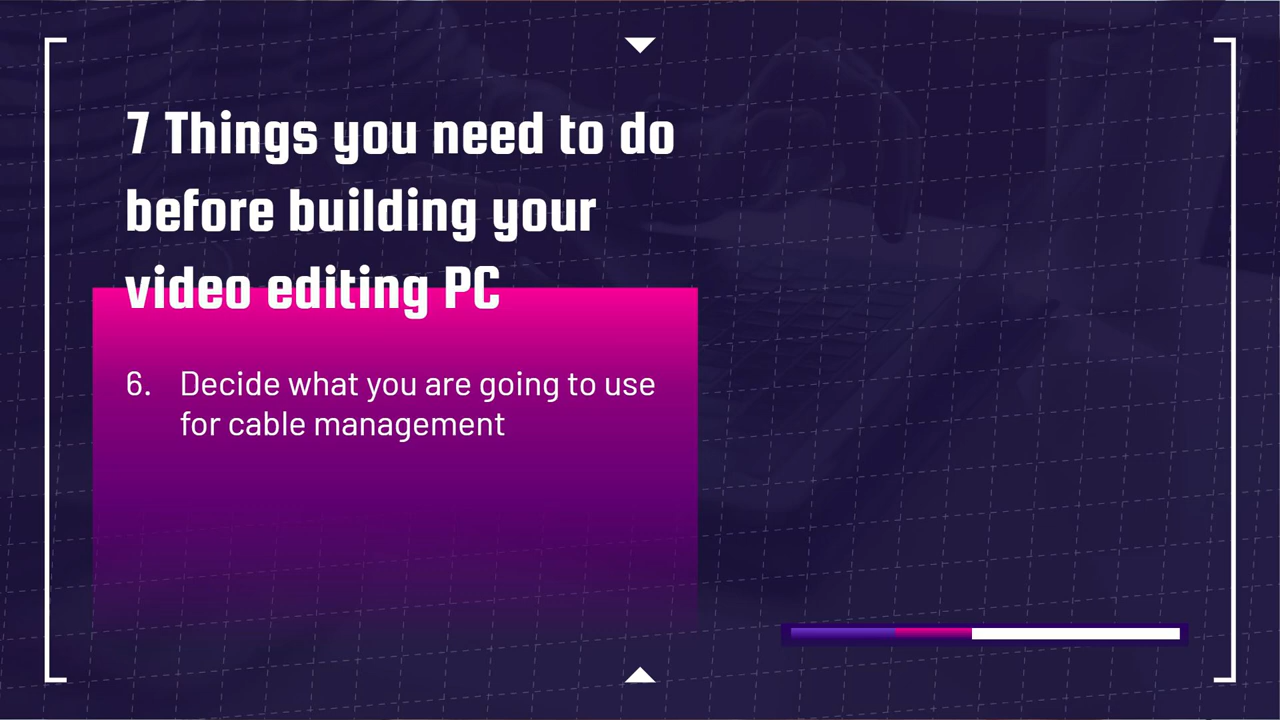 7 Things you need to do
before building your
video editing PC
6. Decide what you are going to use
for cable management